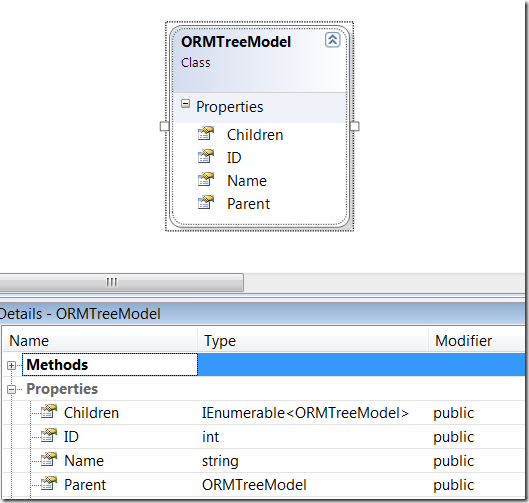 ORMTreeModel
Class
Properties
Children
ID
Name
Parent
Details - ORMTreeModel
Name Type Modifier
Methods
Properties
Children IEnumerable<ORMTreeModel> public
ID int public
Name string public
Parent ORMTreeModel public